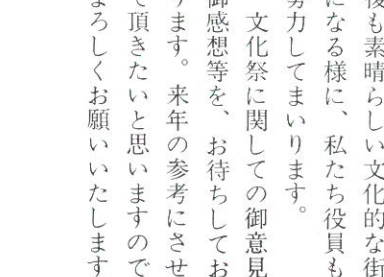 後も素晴らしい文化的な街
になる様に、私たち役員も
努力してまいります。
文化祭に関しての御意見
御感想等を、お待ちしてお
ります。来年の参考にさせ
て頂きたいと思いますので
よろしくお願いいたします